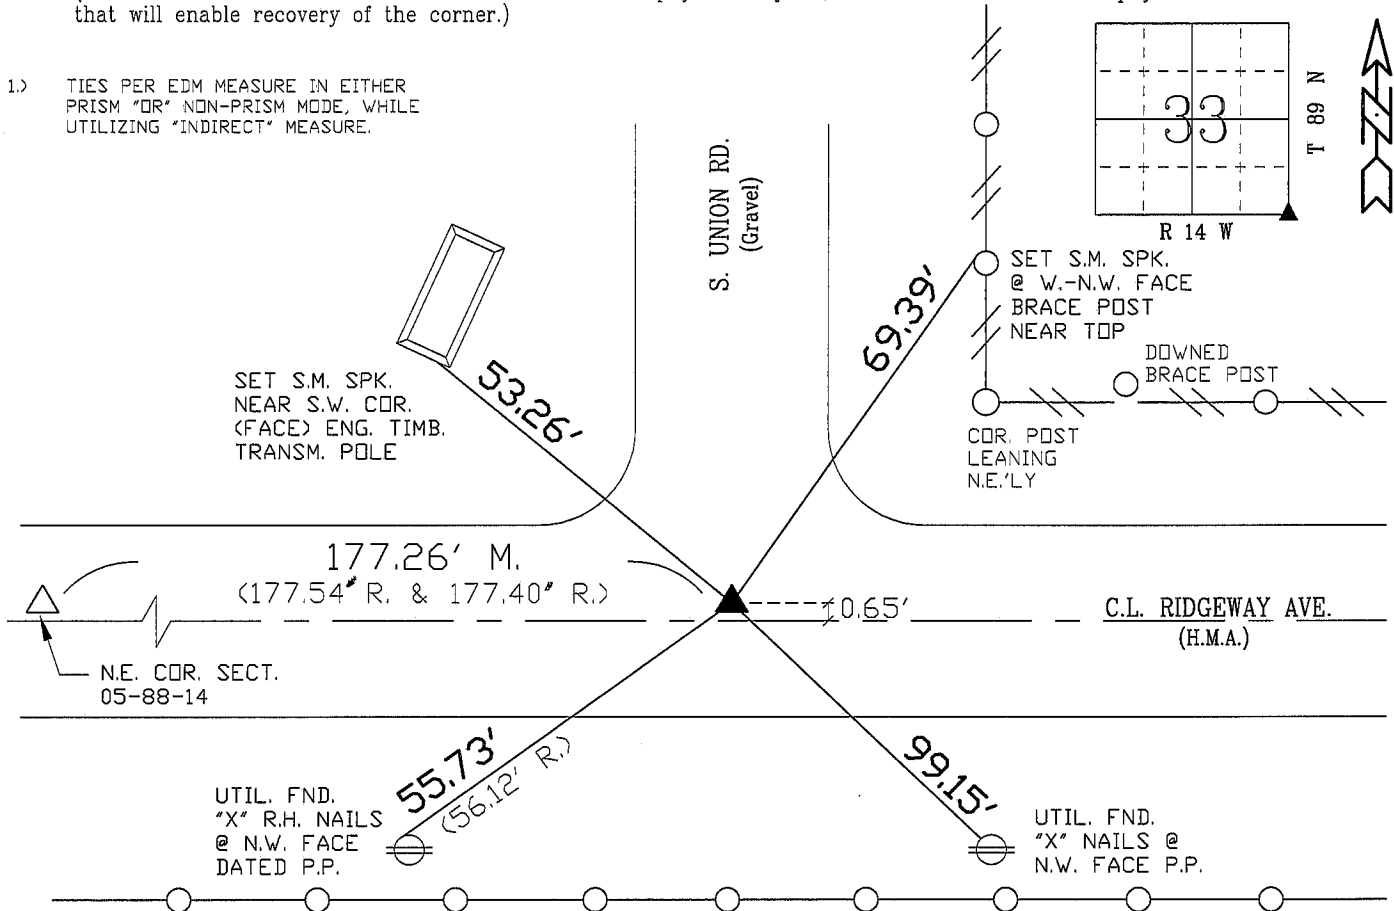 that will enable recovery of the corner.)
1.) TIES PER EDM MEASURE IN EITHER
PRISM "OR" NON-PRISM MODE, WHILE
UTILIZING "INDIRECT" MEASURE.
S. UNION RD.
(Gravel)
33
T 89 N
R 14 W
N
SET S.M. SPK.
@ W.-N.W. FACE
BRACE POST
NEAR TOP
69.39'
DOWNED
BRACE POST
COR. POST
LEANING
N.E.'LY
SET S.M. SPK.
NEAR S.W. COR.
(FACE) ENG. TIMB.
TRANSM. POLE
53.26'
177.26' M.
(177.54' R. & 177.40' R.)
0.65'
C.L. RIDGEWAY AVE.
(H.M.A.)
N.E. COR. SECT.
05-88-14
55.73'
(56.12' R.)
99.15'
UTIL. FND.
"X" R.H. NAILS
@ N.W. FACE
DATED P.P.
UTIL. FND.
"X" NAILS @
N.W. FACE P.P.